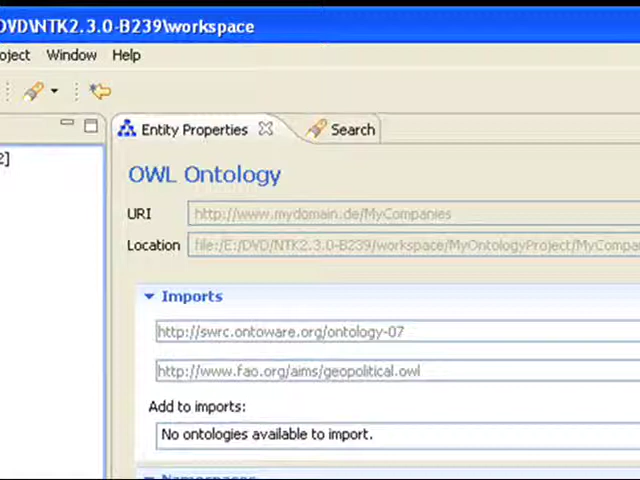 DVD\NTK2.3.0-B239\workspace
oject Window Help
2]
Entity Properties Search
OWL Ontology
URI http://www.mydomain.de/MyCompanies
Location file:/E:/DVD/NTK2.3.0-B239/workspace/MyOntologyProject/MyCompa
Imports
http://swrc.ontoware.org/ontology-07
http://www.fao.org/aims/geopolitical.owl
Add to imports:
No ontologies available to import.
Namespaces